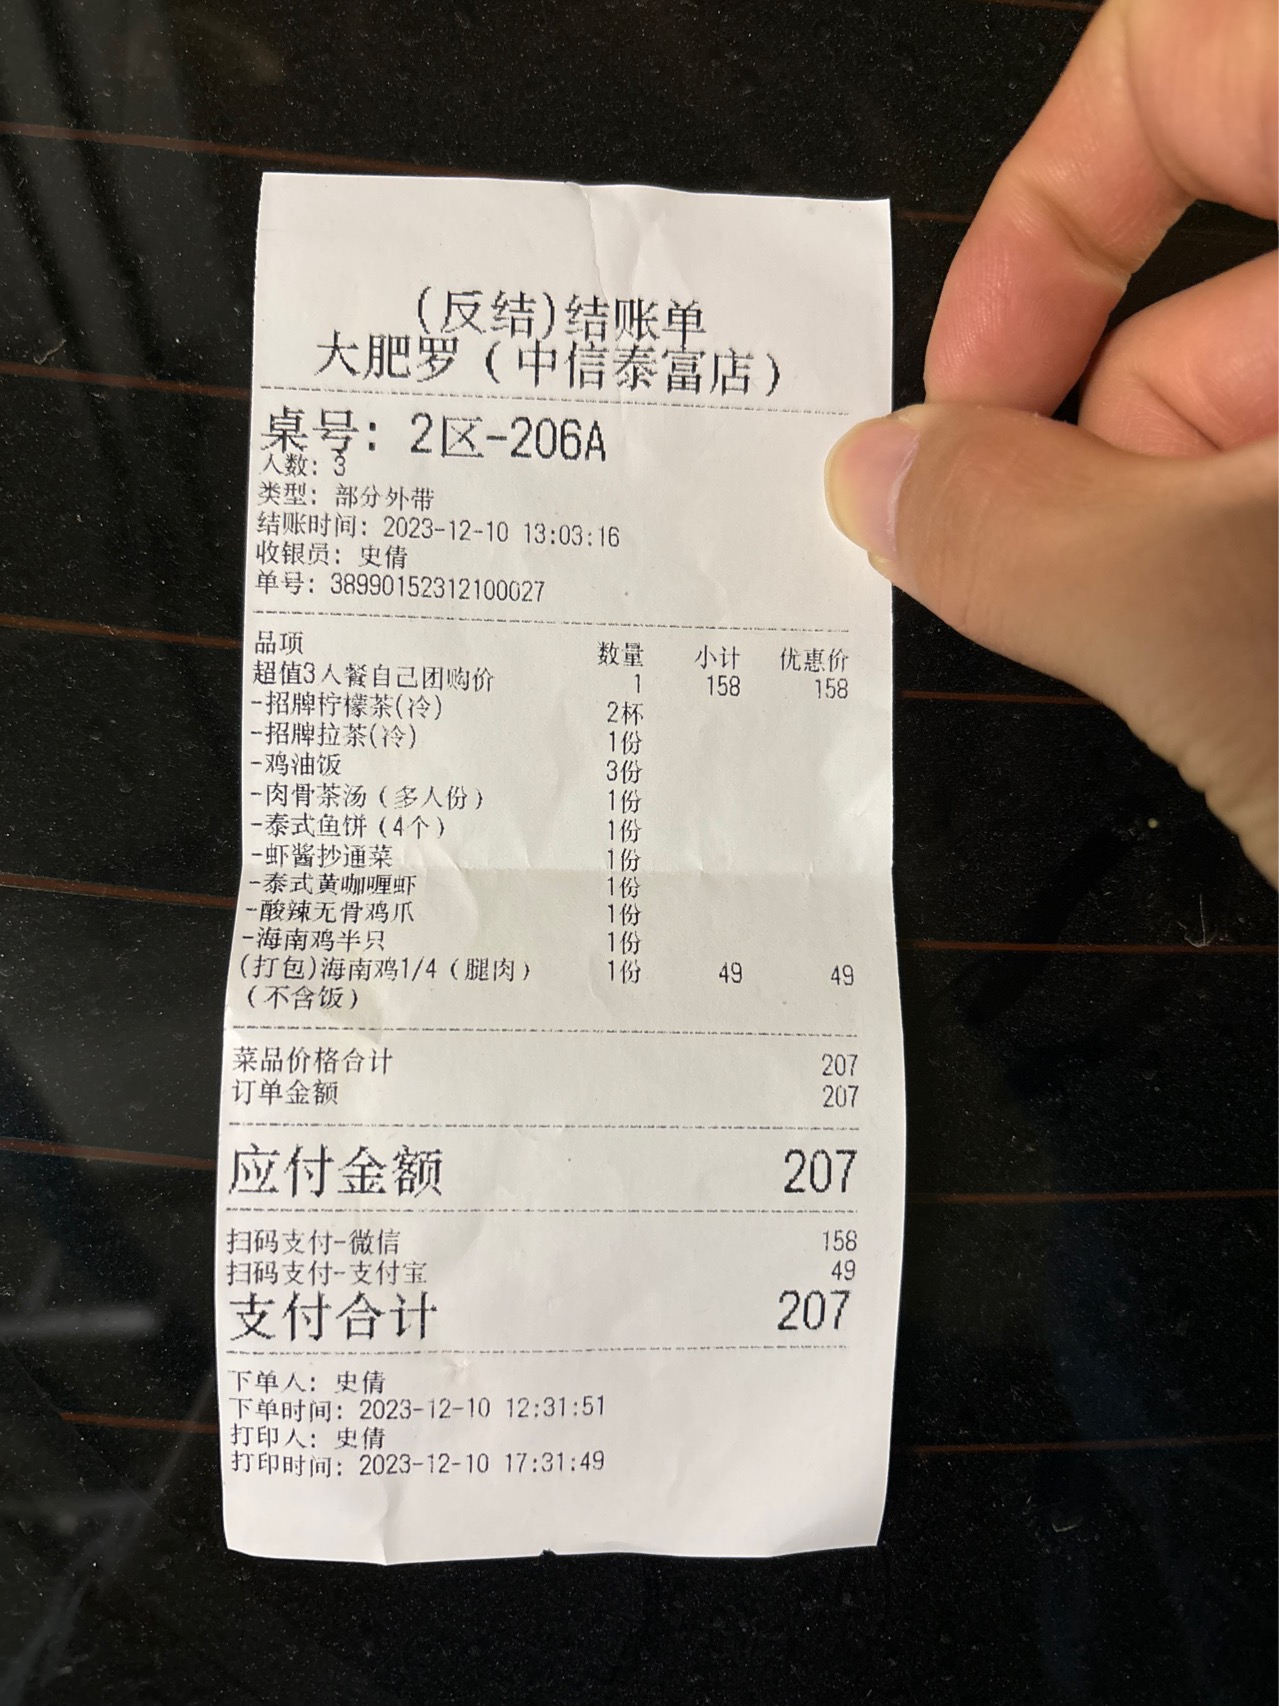 (反结)结账单
大肥罗（中信泰富店）
桌号: 2区-206A
人数: 3
类型: 部分外带
结账时间: 2023-12-10 13:03:16
收银员: 史倩
单号: 38990152312100027
品项 数量 小计 优惠价
超值3人餐自己团购价 1 158 158
-招牌柠檬茶(冷) 2杯
-招牌拉茶(冷) 1份
-鸡油饭 3份
-肉骨茶汤（多人份） 1份
-泰式鱼饼（4个） 1份
-虾酱抄通菜 1份
-泰式黄咖喱虾 1份
-酸辣无骨鸡爪 1份
-海南鸡半只 1份
(打包)海南鸡1/4（腿肉） 1份 49 49
（不含饭）
菜品价格合计 207
订单金额 207
应付金额 207
扫码支付-微信 158
扫码支付-支付宝 49
支付合计 207
下单人: 史倩
下单时间: 2023-12-10 12:31:51
打印人: 史倩
打印时间: 2023-12-10 17:31:49